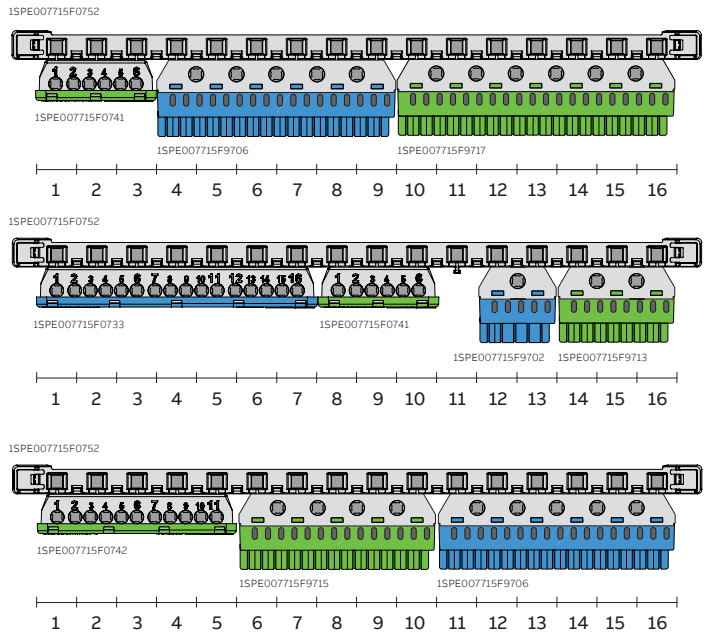 1SPE007715F0752
1 2 3 4 5 6
1SPE007715F0741
1SPE007715F9706 1SPE007715F9717
1 2 3 4 5 6 7 8 9 10 11 12 13 14 15 16
1SPE007715F0752
1 2 3 4 5 6 7 8 9 10 11 12 13 14 15 16 1 2 3 4 5 6
1SPE007715F0733 1SPE007715F0741
1SPE007715F9702 1SPE007715F9713
1 2 3 4 5 6 7 8 9 10 11 12 13 14 15 16
1SPE007715F0752
1 2 3 4 5 6 7 8 9 10 11
1SPE007715F0742
1SPE007715F9715 1SPE007715F9706
1 2 3 4 5 6 7 8 9 10 11 12 13 14 15 16